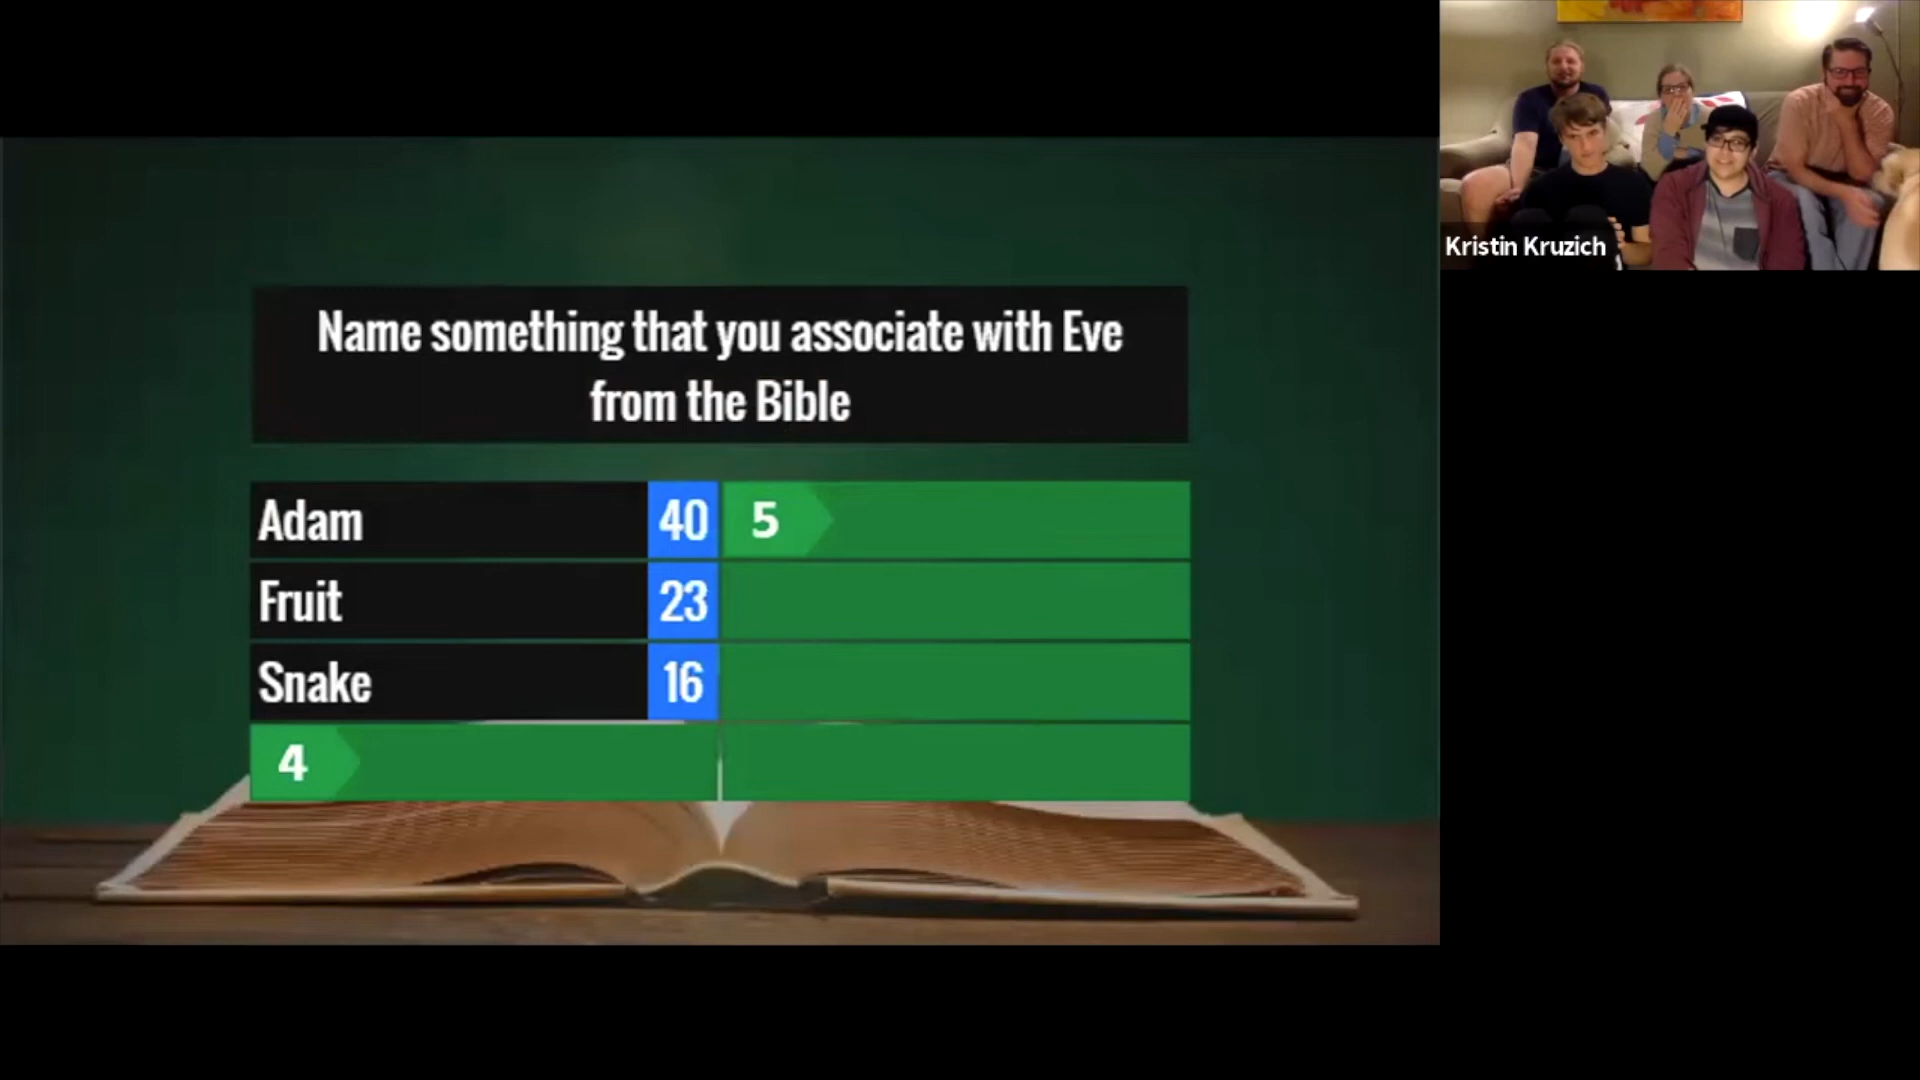 Name something that you associate with Eve
from the Bible
Adam 40 5
Fruit 23
Snake 16
4
Kristin Kruzich